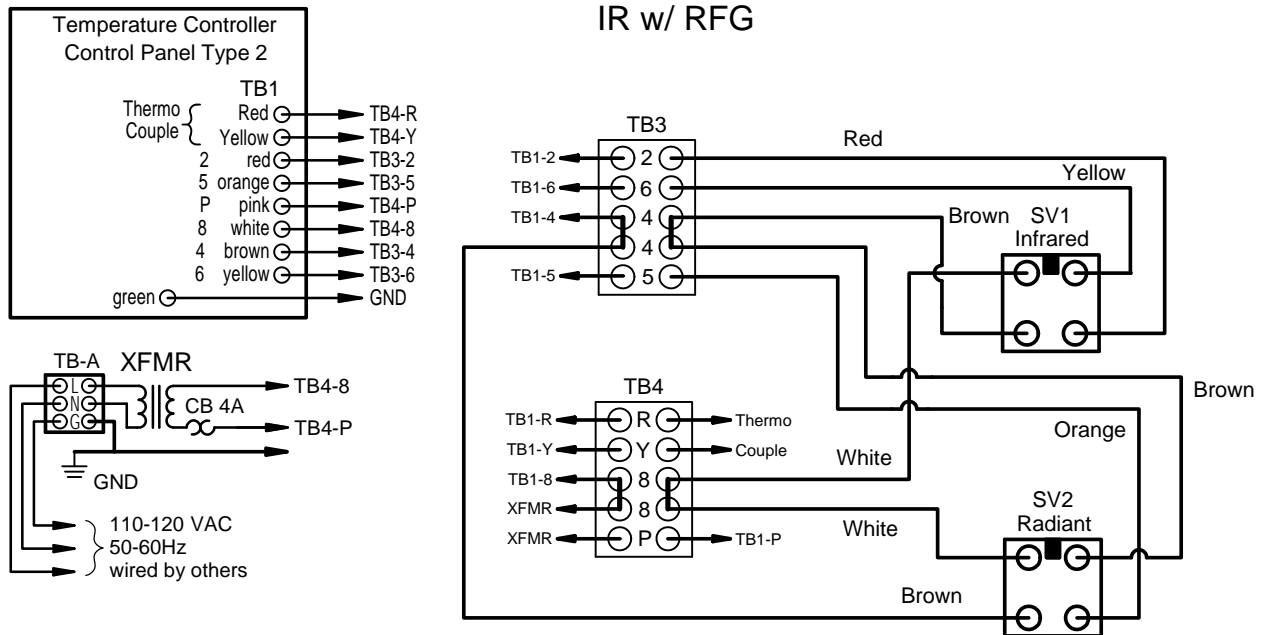 IR w/ RFG
Temperature Controller
Control Panel Type 2
TB1
Thermo
Couple
Red TB4-R
Yellow TB4-Y
2 red TB3-2
5 orange TB3-5
P pink TB4-P
8 white TB4-8
4 brown TB3-4
6 yellow TB3-6
green GND
TB-A XFMR
L TB4-8
N CB 4A
G TB4-P
GND
110-120 VAC
50-60Hz
wired by others
TB3
TB1-2 2 Red
TB1-6 6 Yellow
TB1-4 4 Brown
4
TB1-5 5
SV1
Infrared
Brown
Orange
TB4
TB1-R R Thermo
TB1-Y Y Couple
TB1-8 8 White
XFMR 8 White
XFMR P TB1-P
SV2
Radiant
Brown